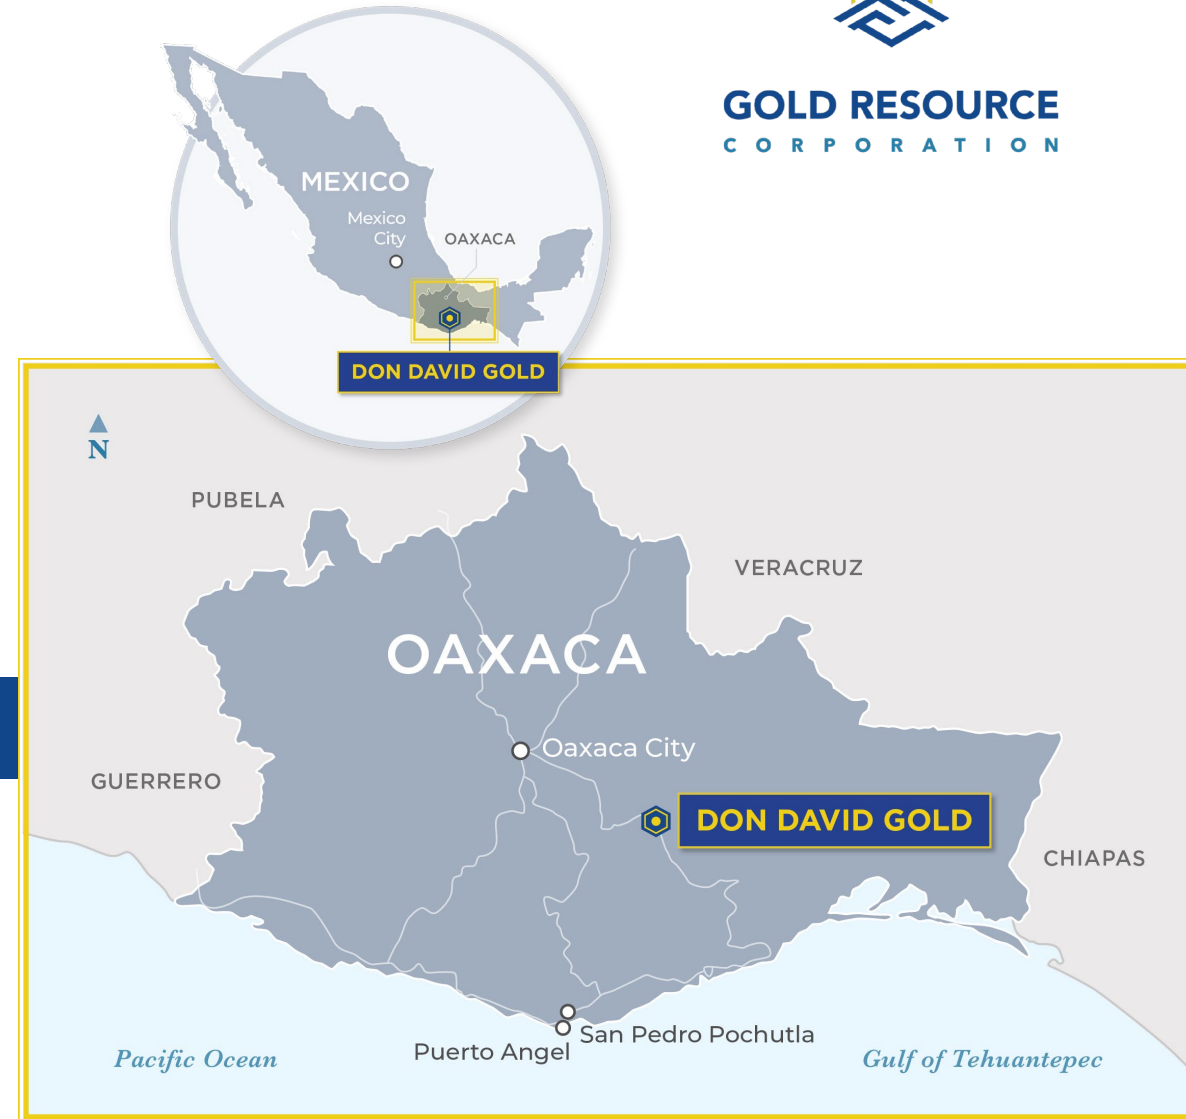 GOLD RESOURCE
CORPORATION
MEXICO
Mexico
City
OAXACA
DON DAVID GOLD
N
PUBELA
VERACRUZ
OAXACA
Oaxaca City
GUERRERO
DON DAVID GOLD
CHIAPAS
San Pedro Pochutla
Puerto Angel
Pacific Ocean
Gulf of Tehuantepec